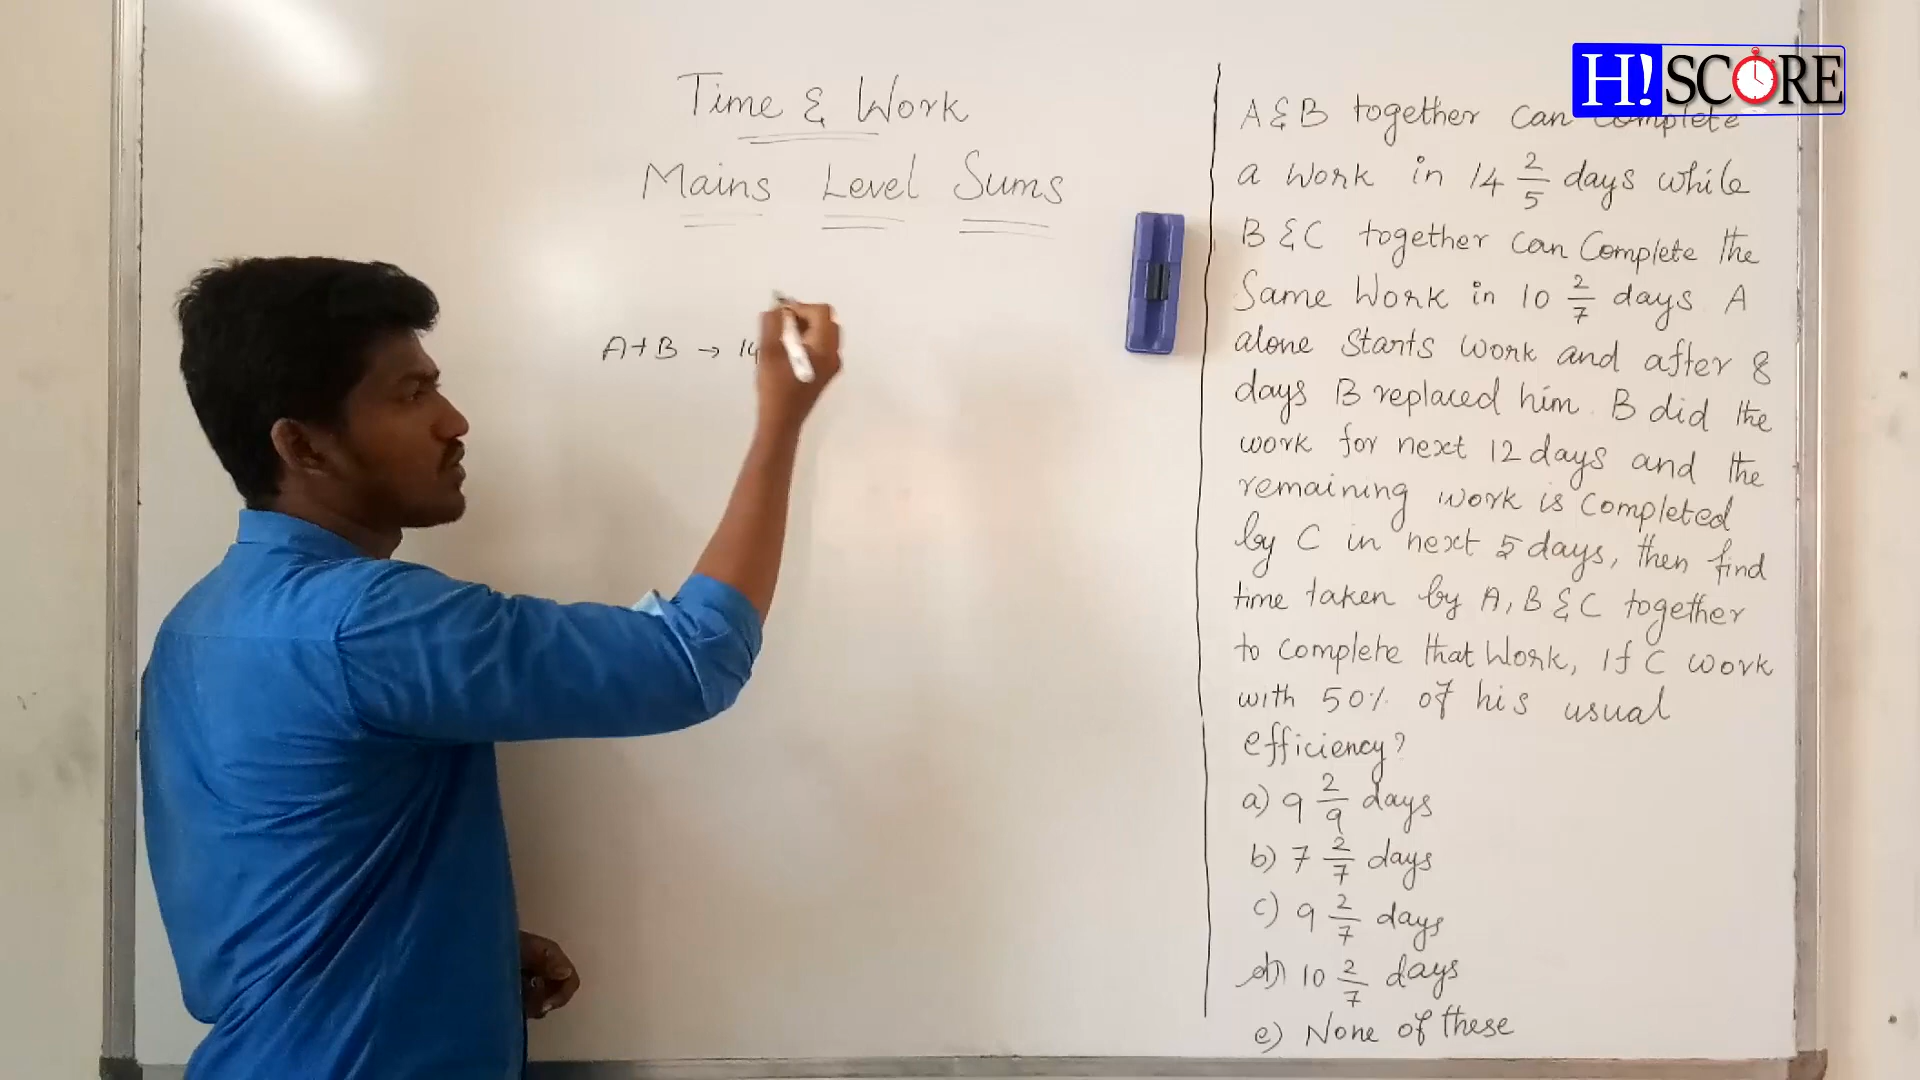 H!SCORE
Time & Work
Mains Level Sums
A+B → 14
A&B together can complete
a work in 14 2/5 days while
B&C together can complete the
Same work in 10 2/7 days. A
alone starts work and after 8
days B replaced him. B did the
work for next 12 days and the
remaining work is completed
by C in next 5 days, then find
time taken by A, B & C together
to complete that work, If C work
with 50% of his usual
efficiency?
a) 9 2/9 days
b) 7 2/7 days
c) 9 2/7 days
d) 10 2/7 days
e) None of these